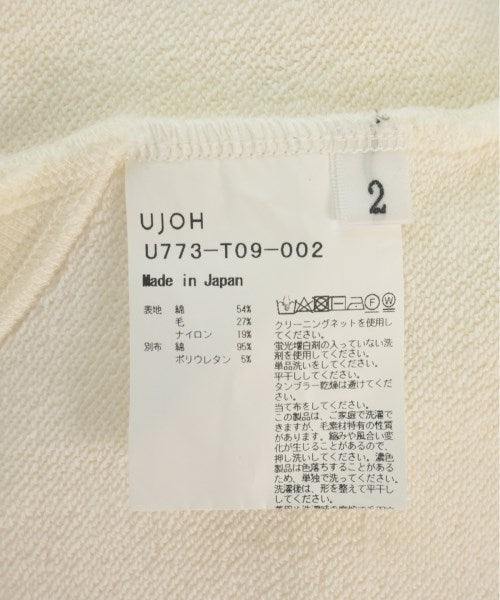 2
UJOH
U773-T09-002
Made in Japan
表地 綿 54%
毛 27%
ナイロン 19%
別布 綿 95%
ポリウレタン 5%
クリーニングネットを使用し
てください。
蛍光増白剤の入っていない洗
剤を使用してください。
単品洗いをしてください。
平干ししてください。
タンブラー乾燥は避けてくだ
さい。
当て布をしてください。
この製品は、ご家庭で洗濯で
きますが、毛素材特有の性質
があります。縮みや風合い変
化が生じることがあるので、
押し洗いしてください。濃色
製品は色落ちすることがある
ため、単独で洗ってください。
洗濯後は、形を整えて平干し
してください。